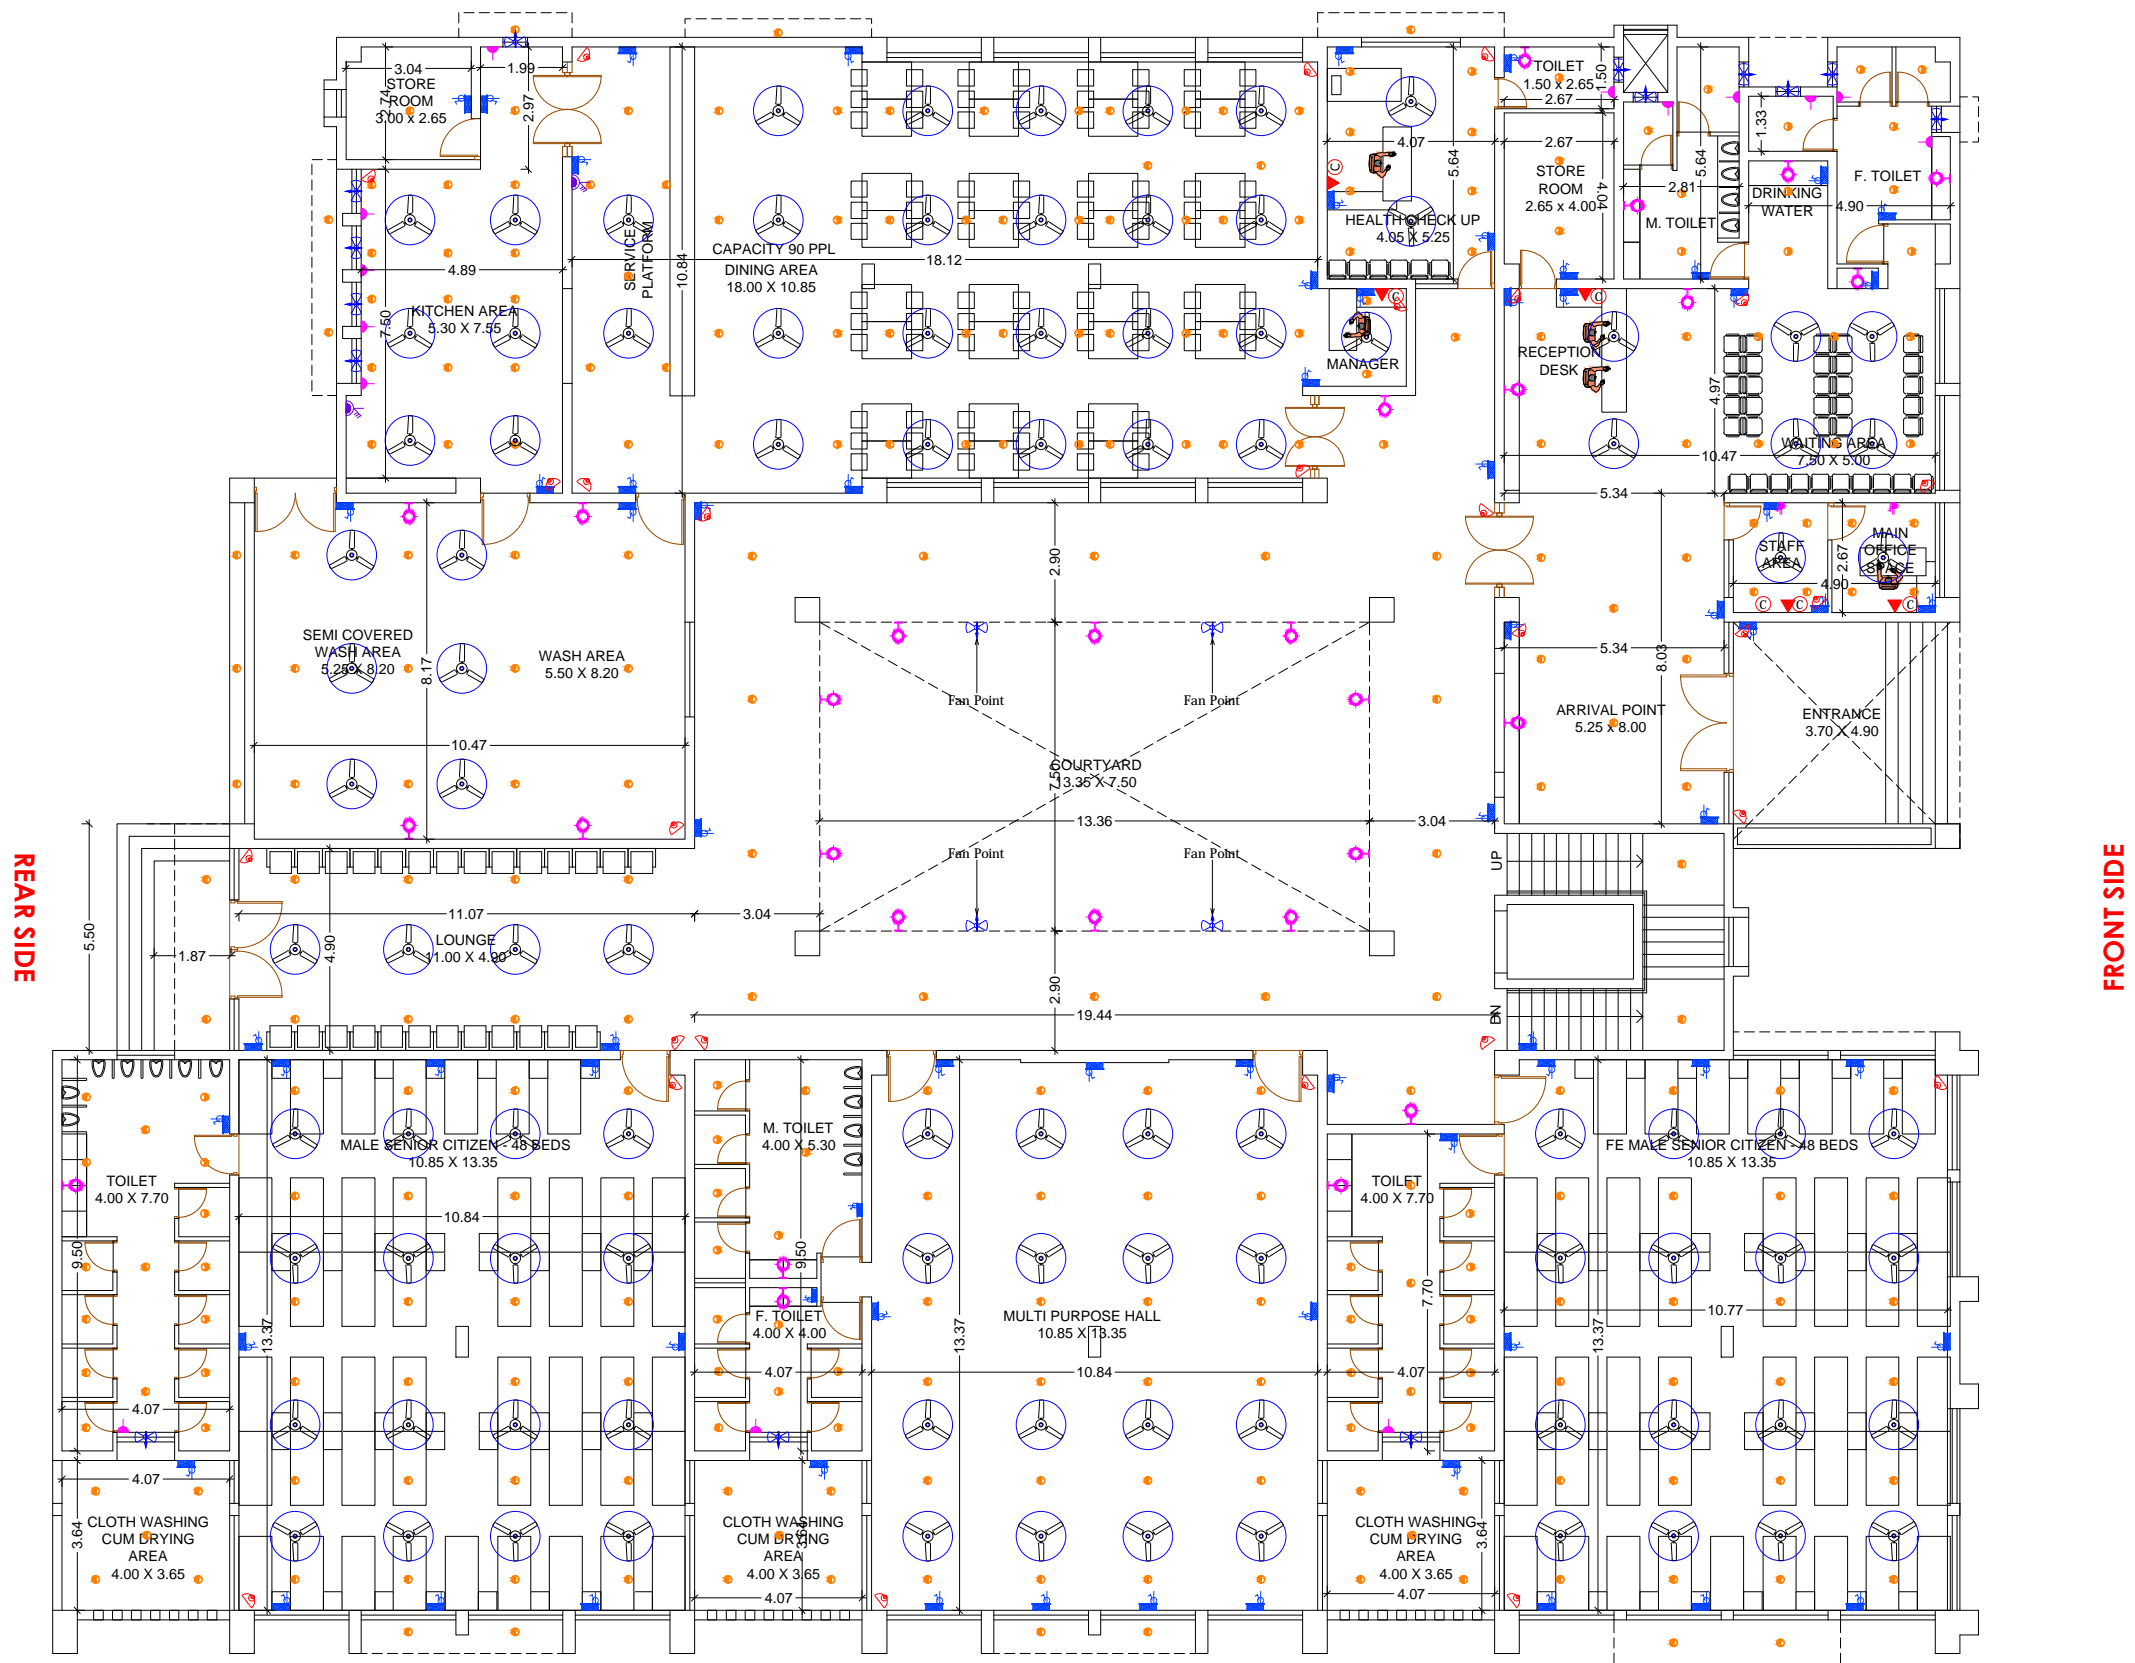 3.04
STORE
ROOM
3.00 x 2.65
2.74
1.99
2.97
TOILET
1.50 x 2.65
1.50
2.67
4.07
5.64
2.67
STORE
ROOM
2.65 x 4.00
4.04
5.64
2.81
M. TOILET
1.33
DRINKING
WATER
4.90
F. TOILET
HEALTH CHECK UP
4.05 X 5.25
C
4.89
KITCHEN AREA
5.30 X 7.55
7.50
SERVICE
PLATFORM
10.84
CAPACITY 90 PPL
DINING AREA
18.00 X 10.85
18.12
C
MANAGER
C
RECEPTION
DESK
4.97
WAITING AREA
7.50 X 5.00
10.47
5.34
STAFF
AREA
MAIN
OFFICE
SPACE
2.67
4.90
C
C
C
2.90
SEMI COVERED
WASH AREA
5.25 X 8.20
8.17
WASH AREA
5.50 X 8.20
10.47
5.34
8.03
ARRIVAL POINT
5.25 x 8.00
ENTRANCE
3.70 X 4.90
Fan Point
Fan Point
COURTYARD
13.35 X 7.50
7.50
13.36
3.04
Fan Point
Fan Point
UP
DN
REAR SIDE
FRONT SIDE
5.50
1.87
11.07
3.04
4.90
LOUNGE
11.00 X 4.90
2.90
19.44
TOILET
4.00 X 7.70
9.50
4.07
MALE SENIOR CITIZEN - 48 BEDS
10.85 X 13.35
10.84
13.37
M. TOILET
4.00 X 5.30
9.50
F. TOILET
4.00 X 4.00
4.07
MULTI PURPOSE HALL
10.85 X 13.35
13.37
10.84
TOILET
4.00 X 7.70
7.70
4.07
FE MALE SENIOR CITIZEN - 48 BEDS
10.85 X 13.35
10.77
13.37
4.07
3.64
CLOTH WASHING
CUM DRYING
AREA
4.00 X 3.65
CLOTH WASHING
CUM DRYING
AREA
4.00 X 3.65
3.64
4.07
CLOTH WASHING
CUM DRYING
AREA
4.00 X 3.65
3.64
4.07